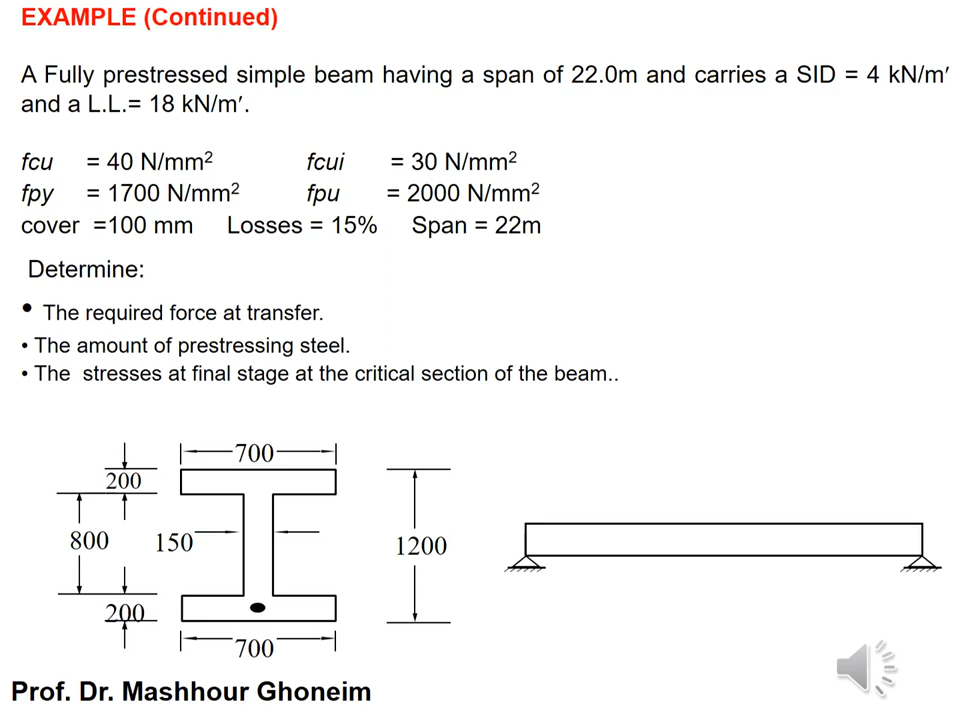 EXAMPLE (Continued)
A Fully prestressed simple beam having a span of 22.0m and carries a SID = 4 kN/m′
and a L.L.= 18 kN/m′.
fcu = 40 N/mm² fcui = 30 N/mm²
fpy = 1700 N/mm² fpu = 2000 N/mm²
cover =100 mm Losses = 15% Span = 22m
Determine:
• The required force at transfer.
• The amount of prestressing steel.
• The stresses at final stage at the critical section of the beam..
700
200
800
150
1200
200
700
Prof. Dr. Mashhour Ghoneim